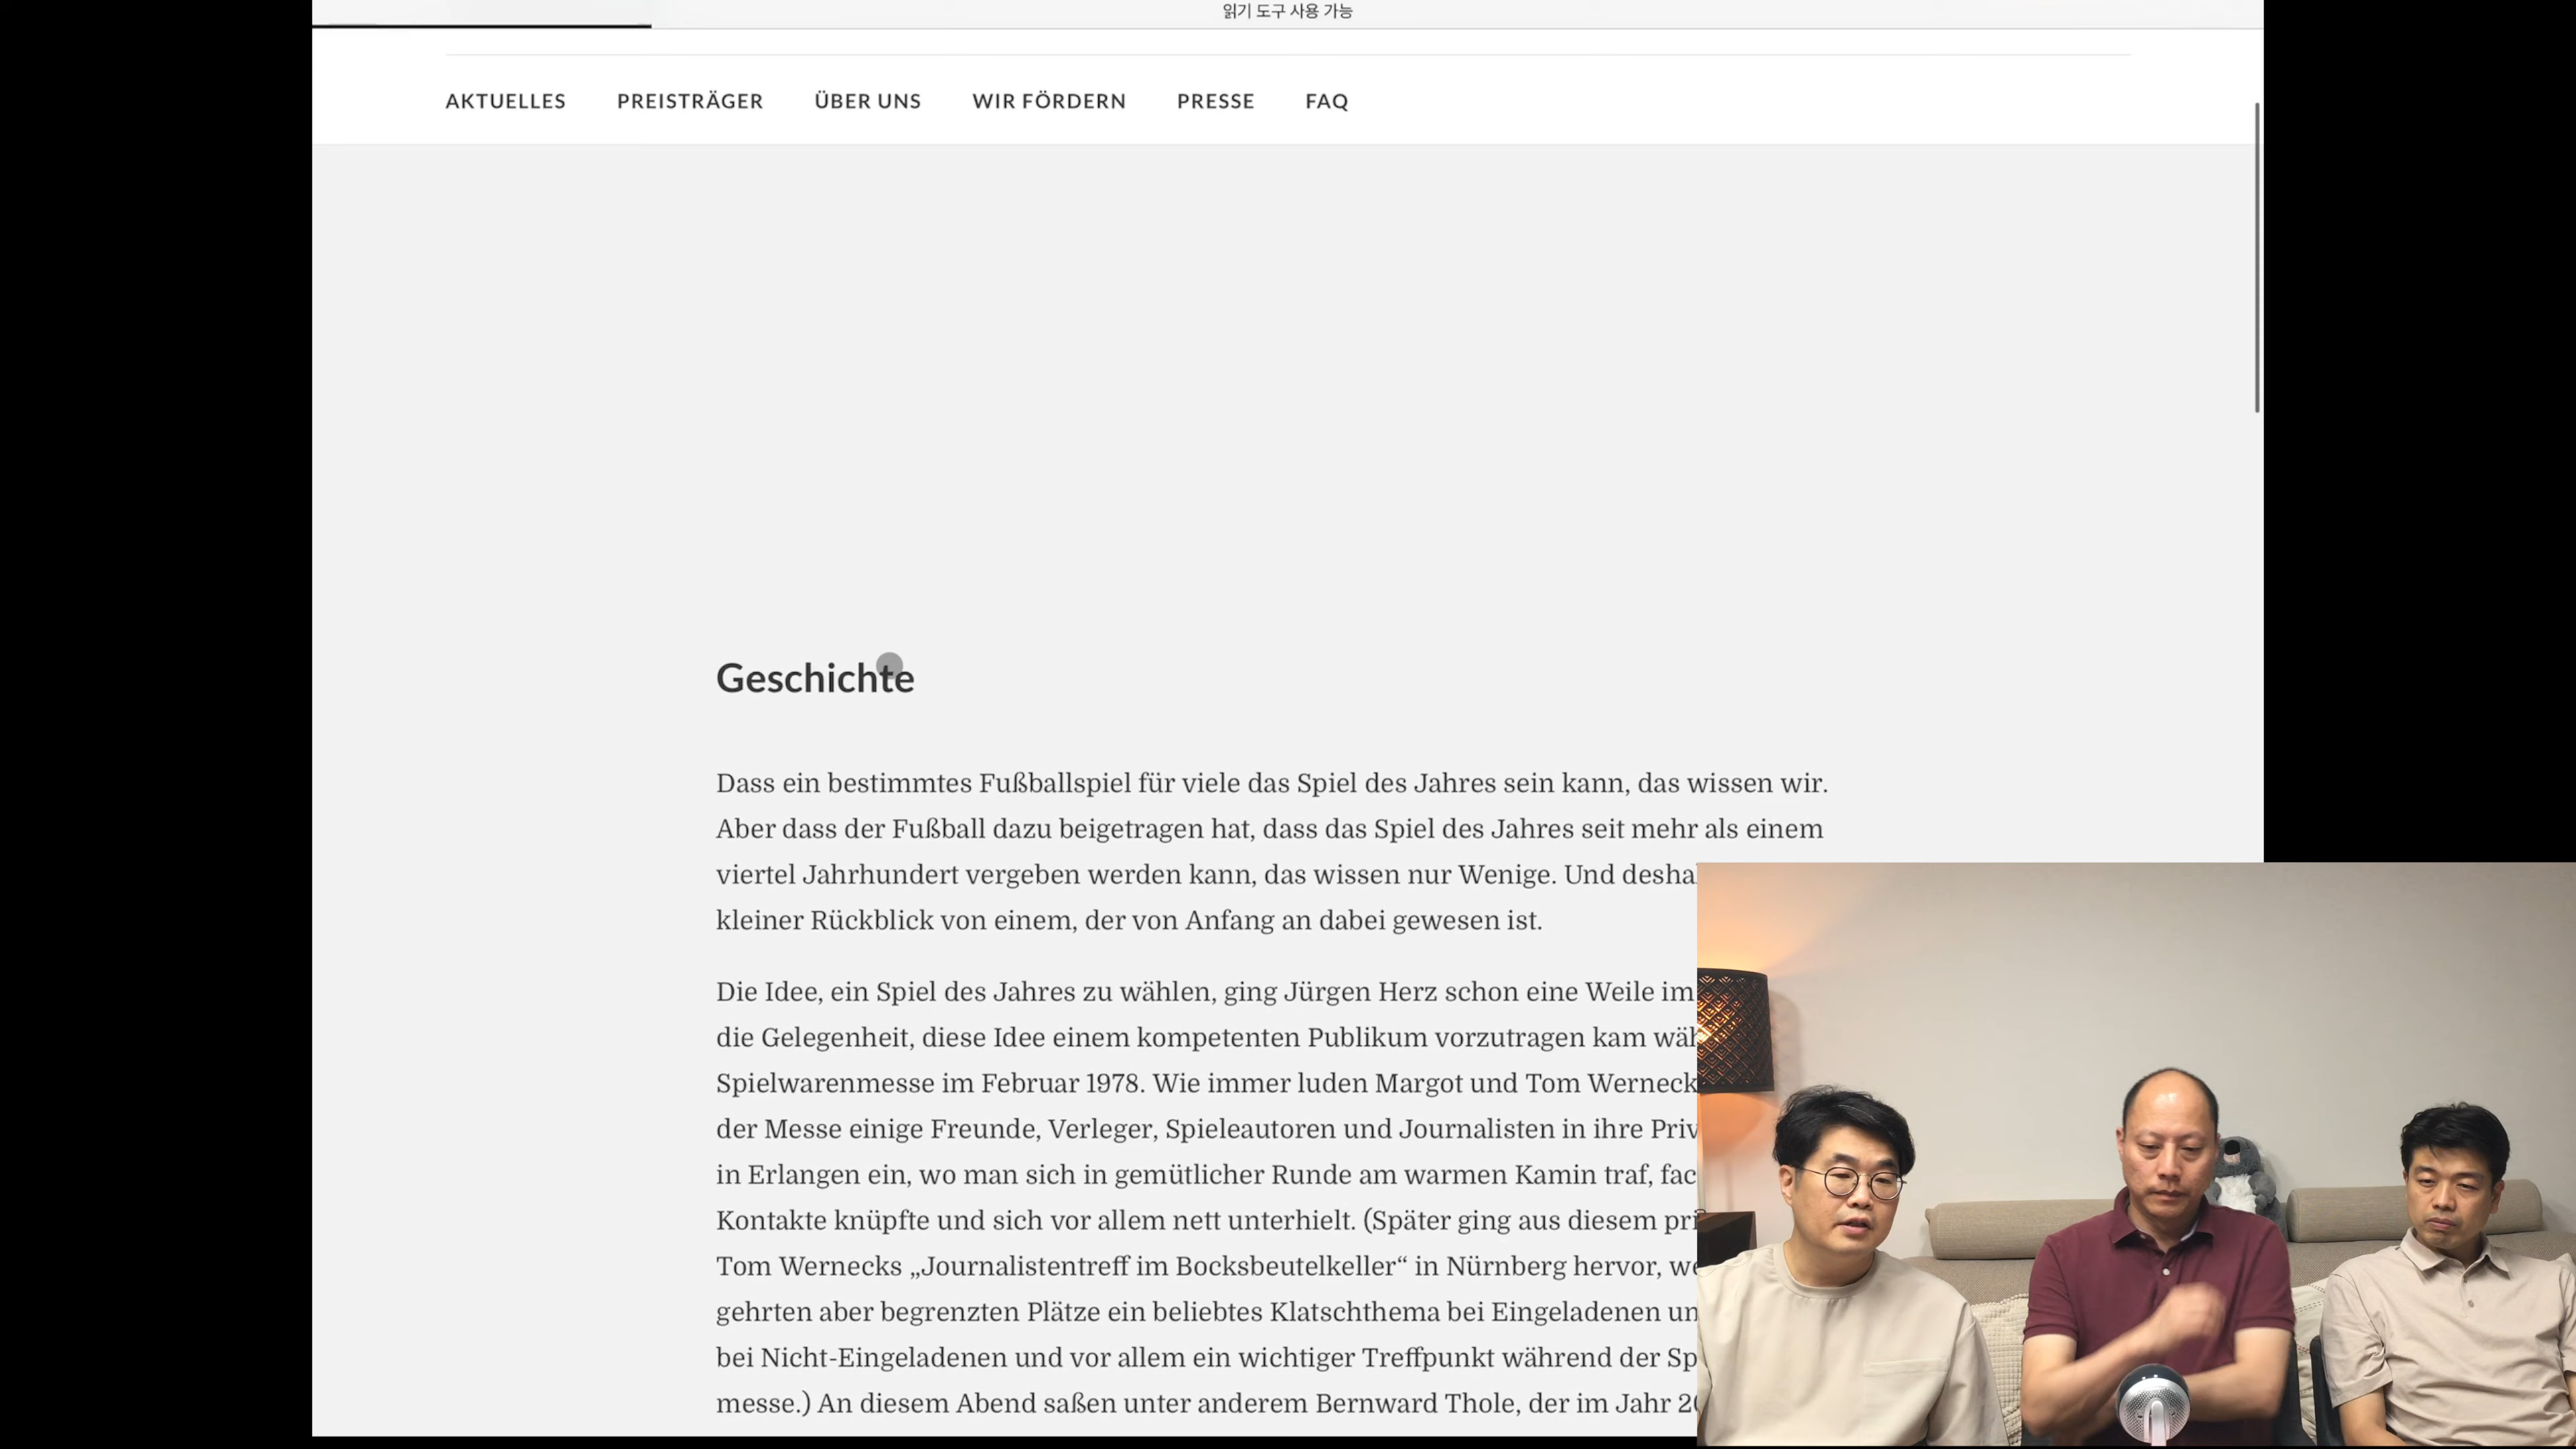 읽기 도구 사용 가능
AKTUELLES PREISTRÄGER ÜBER UNS WIR FÖRDERN PRESSE FAQ
Geschichte
Dass ein bestimmtes Fußballspiel für viele das Spiel des Jahres sein kann, das wissen wir.
Aber dass der Fußball dazu beigetragen hat, dass das Spiel des Jahres seit mehr als einem
viertel Jahrhundert vergeben werden kann, das wissen nur Wenige. Und
kleiner Rückblick von einem, der von Anfang an dabei gewesen ist.
Die Idee, ein Spiel des Jahres zu wählen, ging Jürgen Herz schon eine Weile im
die Gelegenheit, diese Idee einem kompetenten Publikum vorzutragen kam
Spielwarenmesse im Februar 1978. Wie immer luden Margot und Tom Werneck
der Messe einige Freunde, Verleger, Spieleautoren und Journalisten in ihre
in Erlangen ein, wo man sich in gemütlicher Runde am warmen Kamin traf,
Kontakte knüpfte und sich vor allem nett unterhielt. (Später ging aus diesem
Tom Wernecks „Journalistentreff im Bocksbeutelkeller“ in Nürnberg hervor,
gehrten aber begrenzten Plätze ein beliebtes Klatschthema bei Eingeladenen
bei Nicht-Eingeladenen und vor allem ein wichtiger Treffpunkt während der
messe.) An diesem Abend saßen unter anderem Bernward Thole, der im Jahr